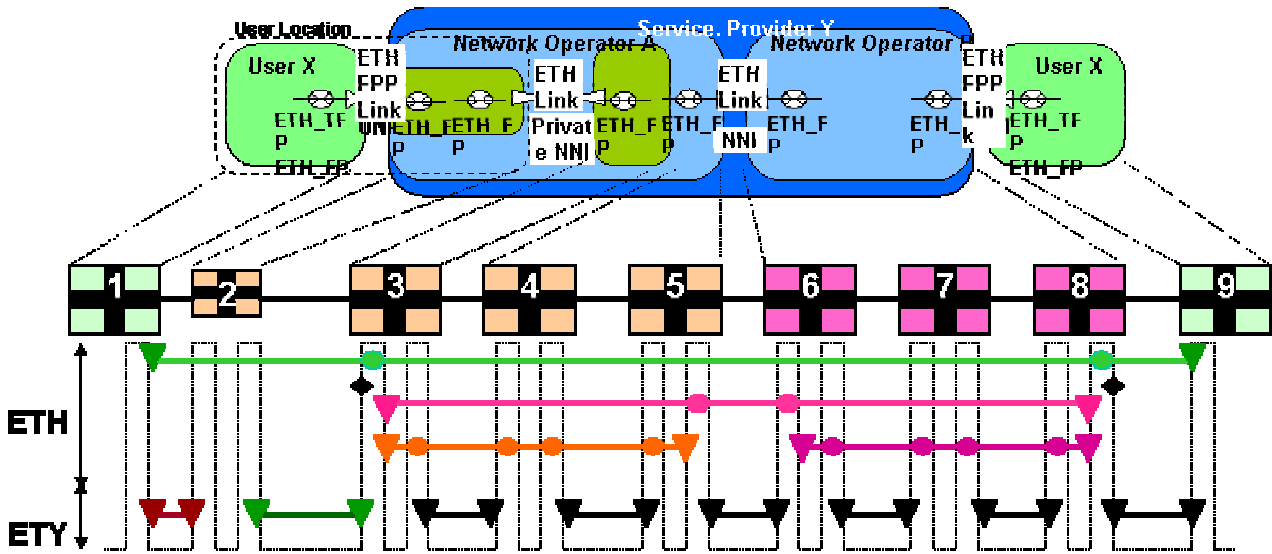 Service. Provider Y
User Location
Network Operator A
Network Operator
User X
ETH
FPP
Link
UNI
ETH
Link
Privat
e NNI
ETH
Link
NNI
ETH
FPP
Lin
k
User X
ETH_TF
P
ETH_FP
ETH_F
P
ETH_F
P
ETH_F
P
ETH_F
P
ETH_F
P
ETH_
P
ETH_TF
P
ETH_FP
1
2
3
4
5
6
7
8
9
ETH
ETY